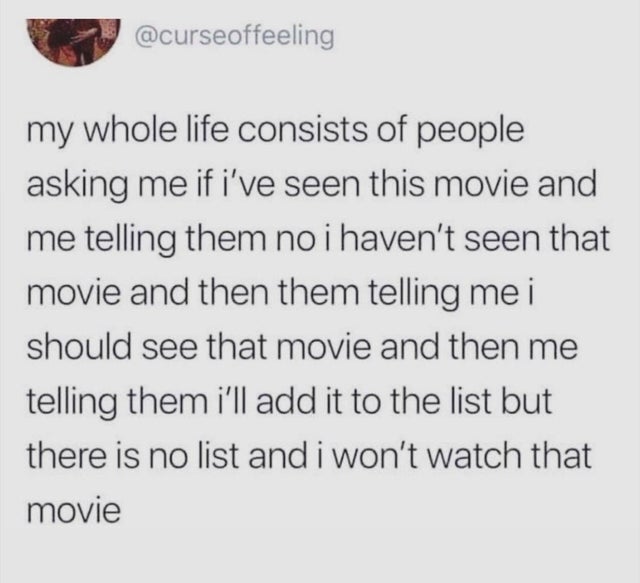 @curseoffeeling
my whole life consists of people
asking me if i've seen this movie and
me telling them no i haven't seen that
movie and then them telling me i
should see that movie and then me
telling them i'll add it to the list but
there is no list and i won't watch that
movie